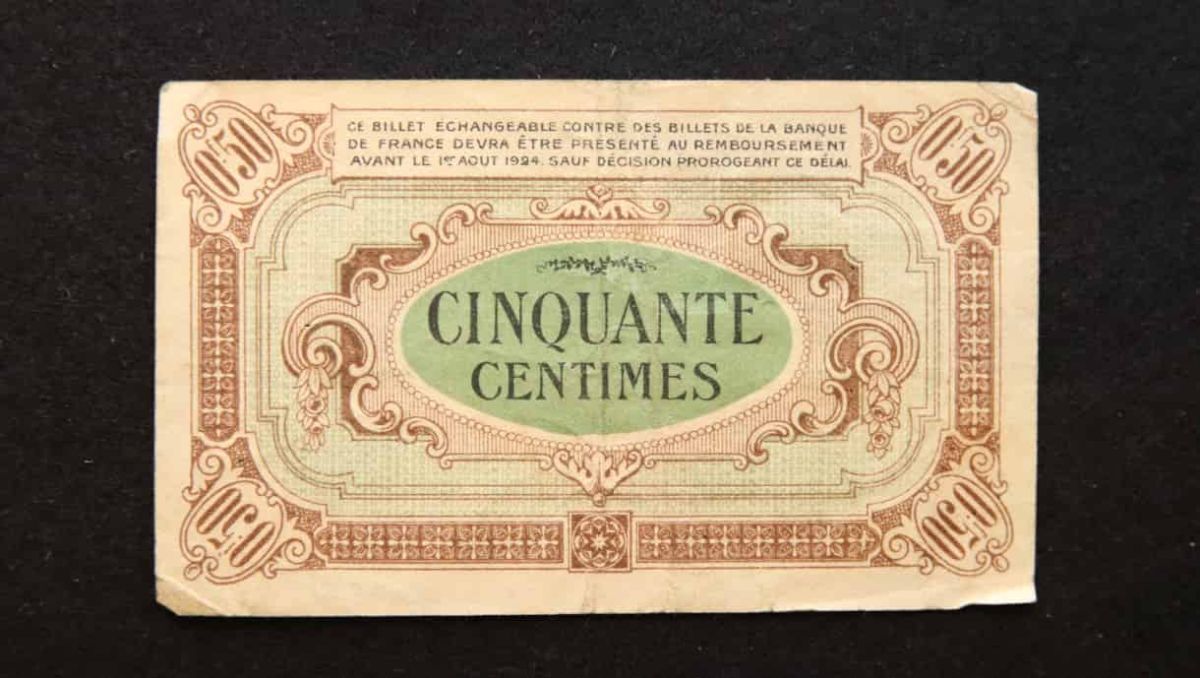 0.50
0.50
CE BILLET ECHANGEABLE CONTRE DES BILLETS DE LA BANQUE
DE FRANCE DEVRA ÊTRE PRÉSENTÉ AU REMBOURSEMENT
AVANT LE 1er AOUT 1924. SAUF DÉCISION PROROGEANT CE DÉLAI.
CINQUANTE
CENTIMES
0.50
0.50